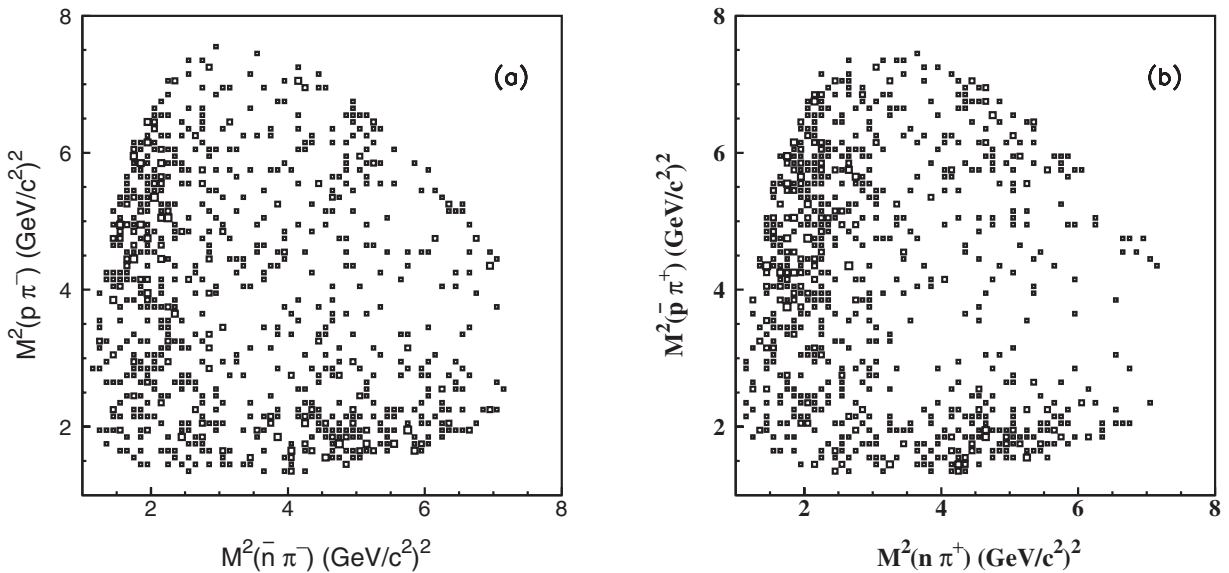 8
6
4
2
2
4
6
8
(a)
M²(p π⁻) (GeV/c²)²
M²(n̄ π⁻) (GeV/c²)²
8
6
4
2
2
4
6
8
(b)
M²(p̄ π⁺) (GeV/c²)²
M²(n π⁺) (GeV/c²)²